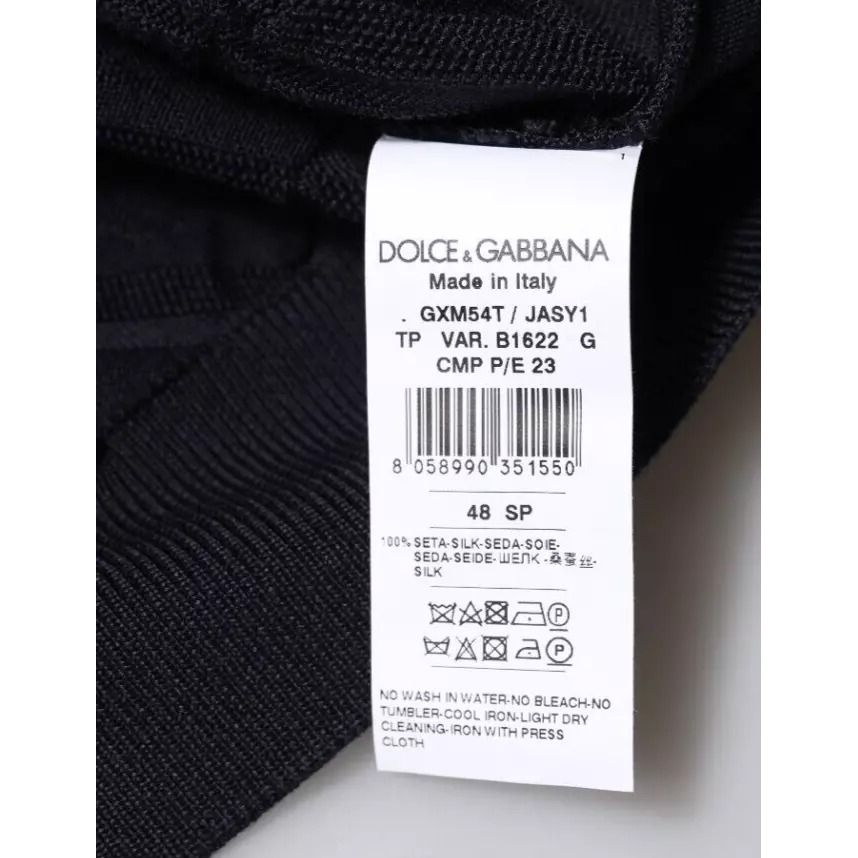 DOLCE & GABBANA
Made in Italy
. GXM54T / JASY1
TP VAR. B1622 G
CMP P/E 23
8 058990 351550
48 SP
100% SETA-SILK-SEDA-SOIE-
SEDA-SEIDE-ШЕЛК -桑蚕丝-
SILK
P
P
NO WASH IN WATER-NO BLEACH-NO
TUMBLER-COOL IRON-LIGHT DRY
CLEANING-IRON WITH PRESS
CLOTH